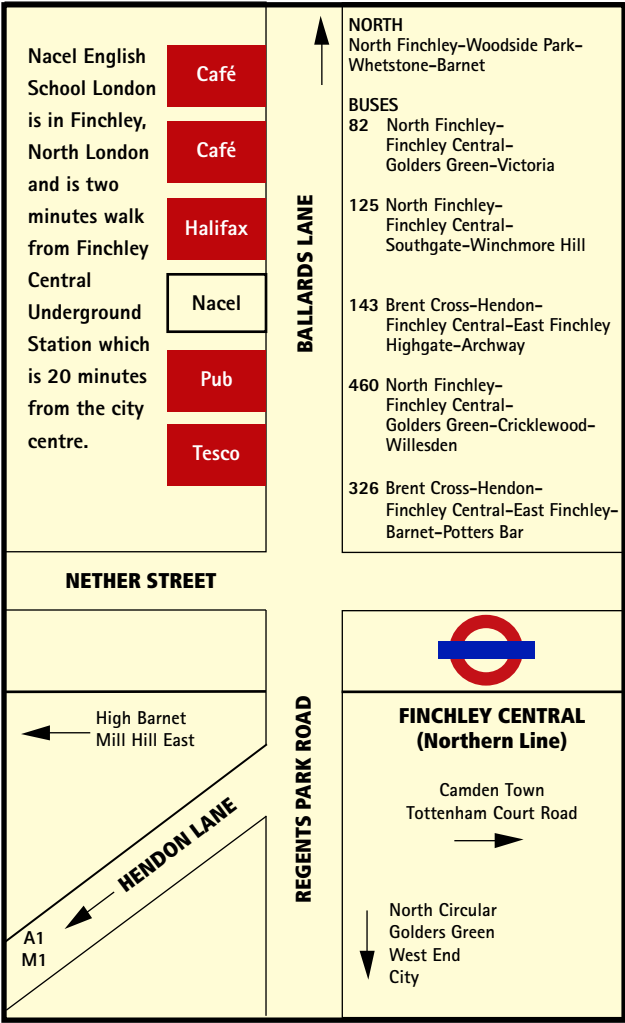 Nacel English
School London
is in Finchley,
North London
and is two
minutes walk
from Finchley
Central
Underground
Station which
is 20 minutes
from the city
centre.
Café
Café
Halifax
Nacel
Pub
Tesco
BALLARDS LANE
NORTH
North Finchley-Woodside Park-
Whetstone-Barnet
BUSES
82 North Finchley-
Finchley Central-
Golders Green-Victoria
125 North Finchley-
Finchley Central-
Southgate-Winchmore Hill
143 Brent Cross-Hendon-
Finchley Central-East Finchley
Highgate-Archway
460 North Finchley-
Finchley Central-
Golders Green-Cricklewood-
Willesden
326 Brent Cross-Hendon-
Finchley Central-East Finchley-
Barnet-Potters Bar
NETHER STREET
High Barnet
Mill Hill East
HENDON LANE
A1
M1
REGENTS PARK ROAD
FINCHLEY CENTRAL
(Northern Line)
Camden Town
Tottenham Court Road
North Circular
Golders Green
West End
City